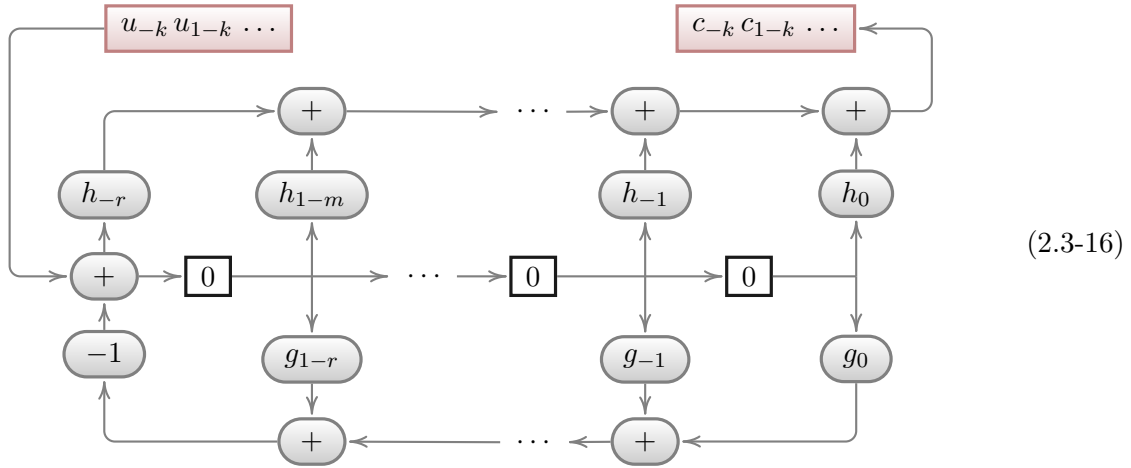 u₋ₖ u₁₋ₖ … c₋ₖ c₁₋ₖ …
+ … + +
h₋ᵣ h₁₋ₘ h₋₁ h₀
(2.3-16)
+ 0 … 0 0
−1 g₁₋ᵣ g₋₁ g₀
+ … +